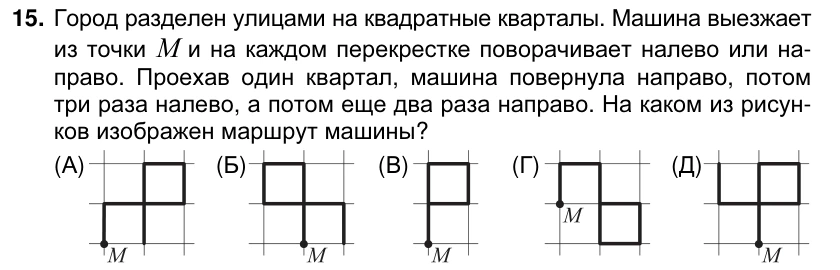 15. Город разделен улицами на квадратные кварталы. Машина выезжает
из точки M и на каждом перекрестке поворачивает налево или на-
право. Проехав один квартал, машина повернула направо, потом
три раза налево, а потом еще два раза направо. На каком из рисун-
ков изображен маршрут машины?
(А) (Б) (В) (Г) (Д)
M M M M M